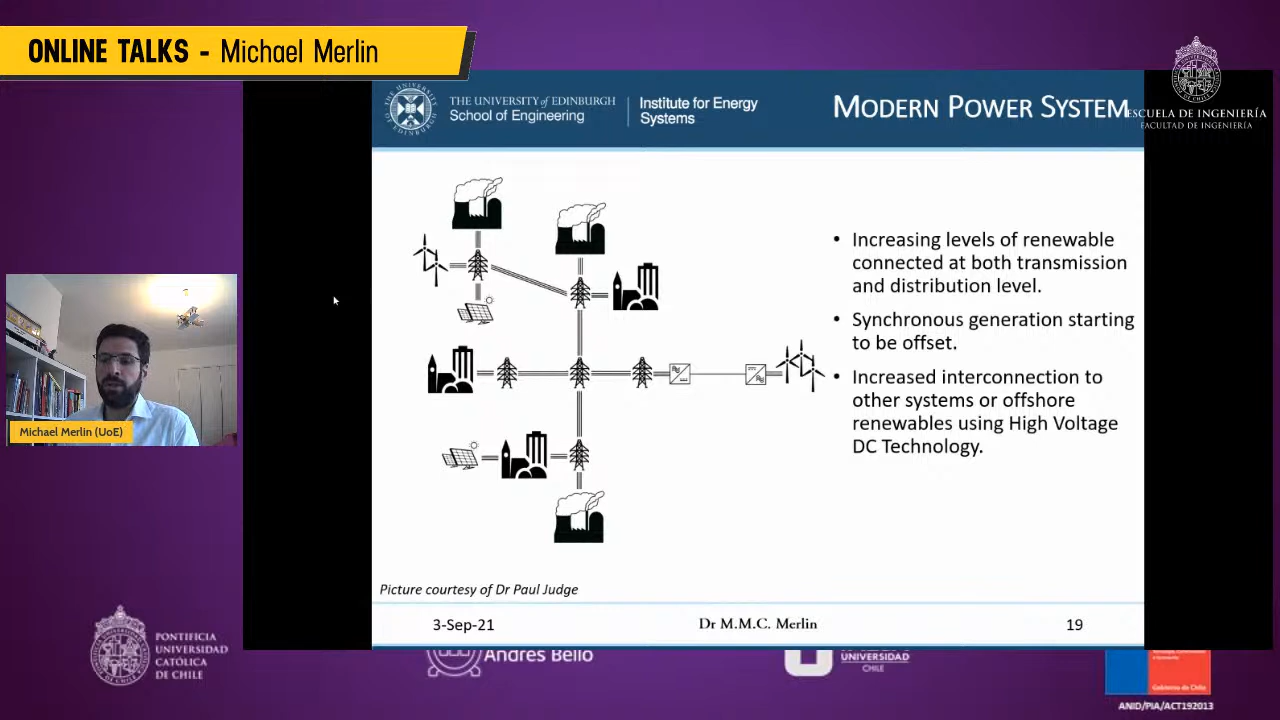 ONLINE TALKS - Michael Merlin
THE UNIVERSITY of EDINBURGH
School of Engineering
Institute for Energy
Systems
MODERN POWER SYSTEM
ESCUELA DE INGENIERÍA
FACULTAD DE INGENIERÍA
• Increasing levels of renewable
connected at both transmission
and distribution level.
• Synchronous generation starting
to be offset.
• Increased interconnection to
other systems or offshore
renewables using High Voltage
DC Technology.
Michael Merlin (UoE)
Picture courtesy of Dr Paul Judge
3-Sep-21
Dr M.M.C. Merlin
19
PONTIFICIA
UNIVERSIDAD
CATÓLICA
DE CHILE
Andrés Bello
UNIVERSIDAD
CHILE
Gobierno de Chile
ANID/PIA/ACT192013